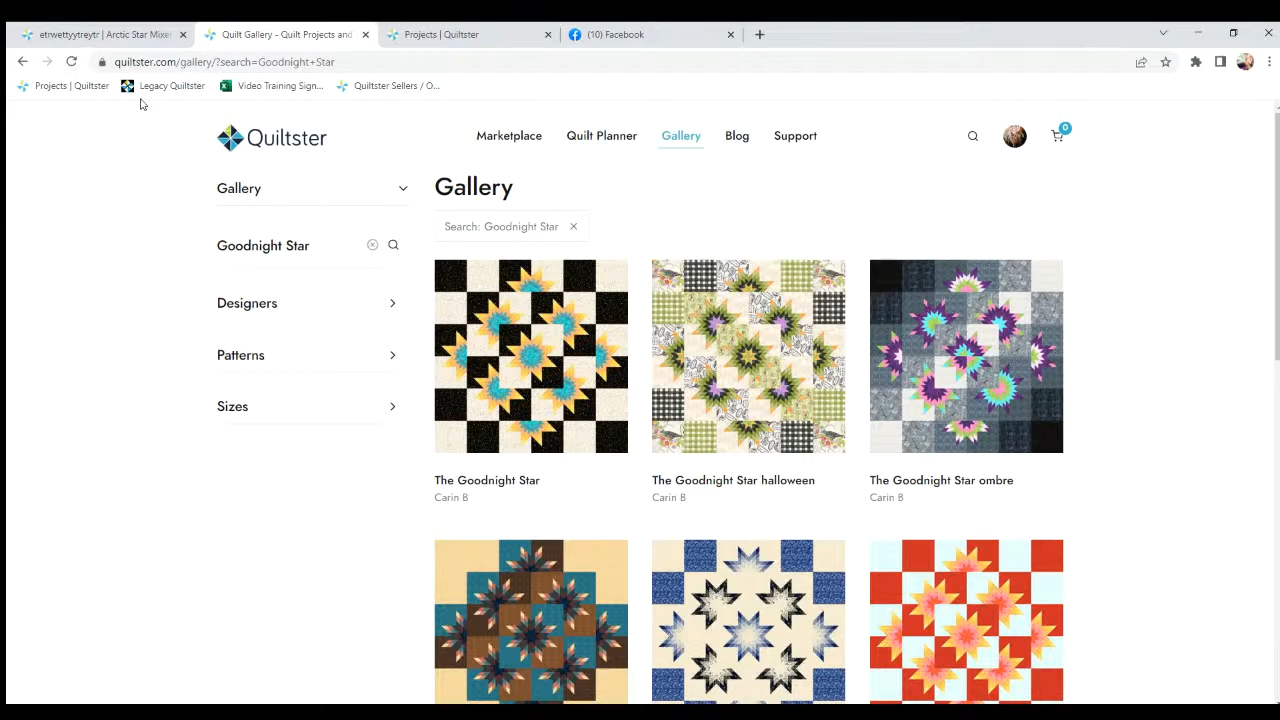 etrwettyytreytr | Arctic Star Mixer
Quilt Gallery - Quilt Projects and
Projects | Quiltster
(10) Facebook
quiltster.com/gallery/?search=Goodnight+Star
Projects | Quiltster
Legacy Quiltster
Video Training Sign...
Quiltster Sellers / O...
Quiltster
Marketplace
Quilt Planner
Gallery
Blog
Support
0
Gallery
Goodnight Star
Designers
Patterns
Sizes
Gallery
Search: Goodnight Star
The Goodnight Star
Carin B
The Goodnight Star halloween
Carin B
The Goodnight Star ombre
Carin B